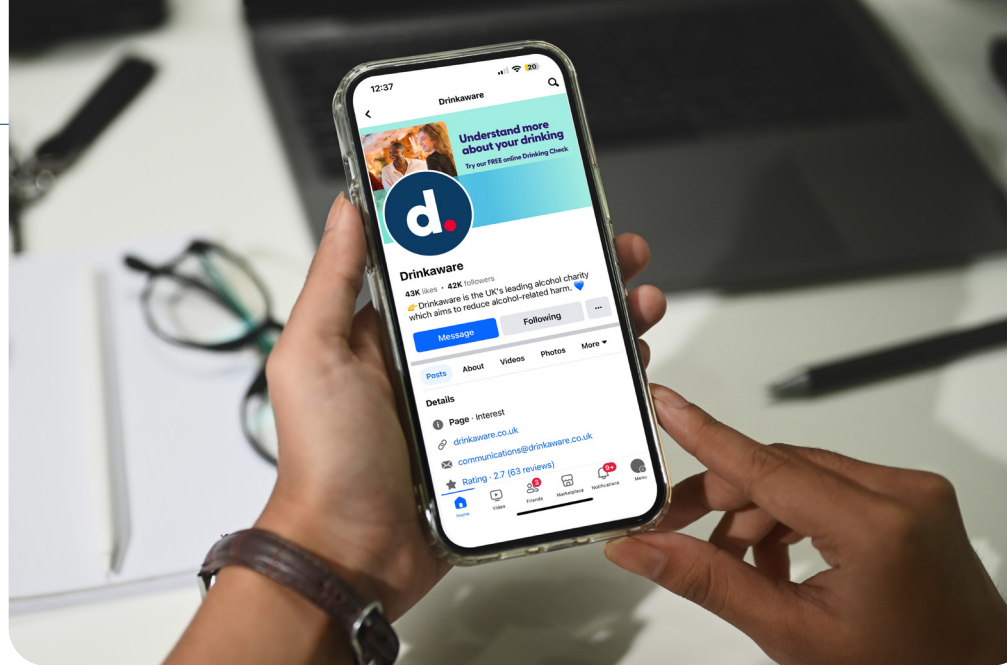 12:37
20
Drinkaware
Understand more
about your drinking
Try our FREE online Drinking Check
d.
Drinkaware
43K likes · 42K followers
👉Drinkaware is the UK's leading alcohol charity
which aims to reduce alcohol-related harm. 💙
Message
Following
Posts
About
Videos
Photos
More
Details
Page · Interest
drinkaware.co.uk
communications@drinkaware.co.uk
Rating · 2.7 (63 reviews)
3
9+
Home
Video
Friends
Marketplace
Notifications
Menu